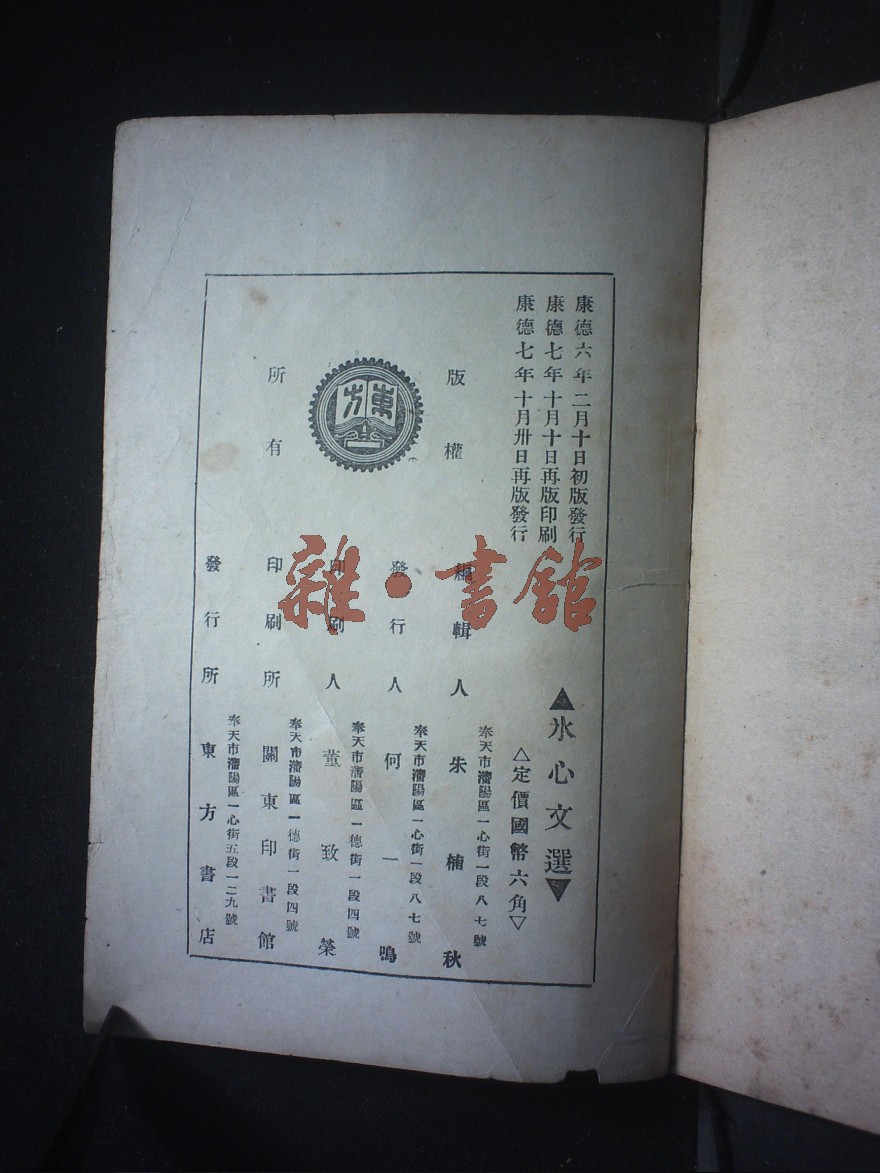 康德六年二月十日初版發行
康德七年十月十日再版印刷
康德七年十月卅日再版發行
▲氷心文選▼
△定價國幣六角▽
版權
所有
東方
編輯人 朱楠秋
奉天市瀋陽區一心街一段八七號
發行人 何一鳴
奉天市瀋陽區一心街一段八七號
印刷人 董致榮
奉天市瀋陽區一德街一段四號
印刷所 關東印書館
奉天市瀋陽區一德街一段四號
發行所 東方書店
奉天市瀋陽區一心街五段一二九號
雜·書館